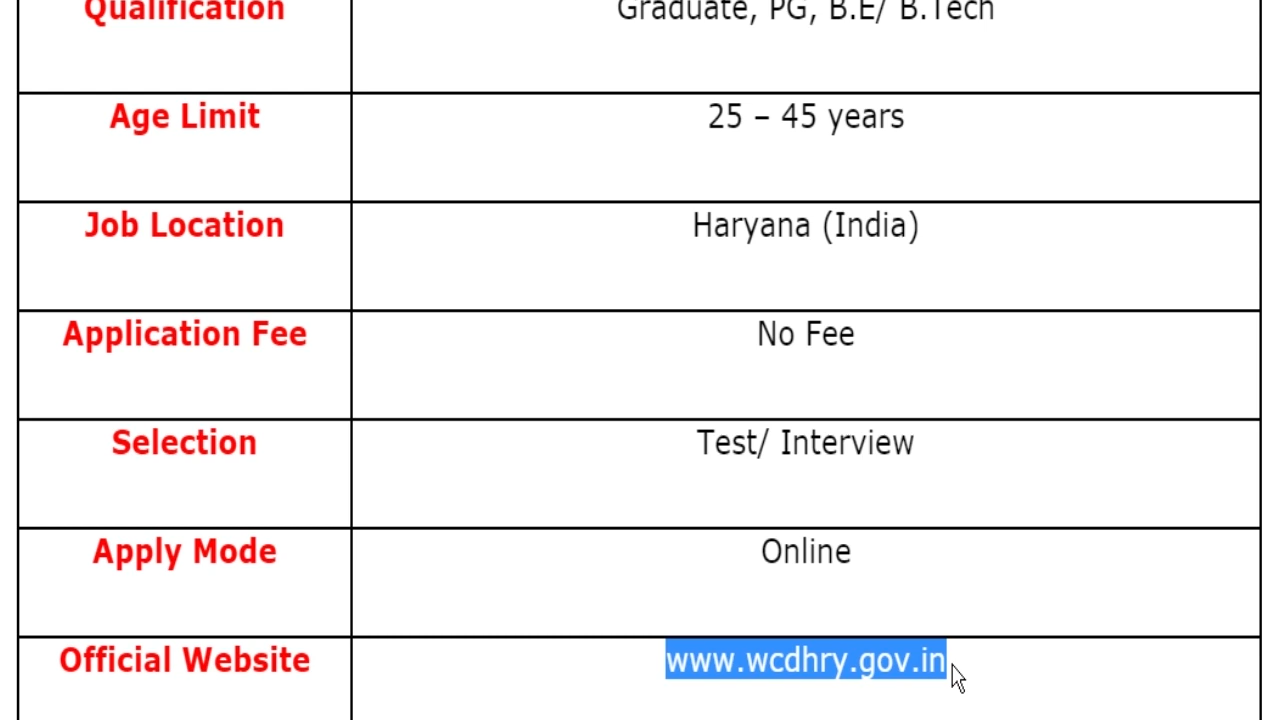 Qualification Graduate, PG, B.E/ B.Tech
Age Limit 25 – 45 years
Job Location Haryana (India)
Application Fee No Fee
Selection Test/ Interview
Apply Mode Online
Official Website www.wcdhry.gov.in